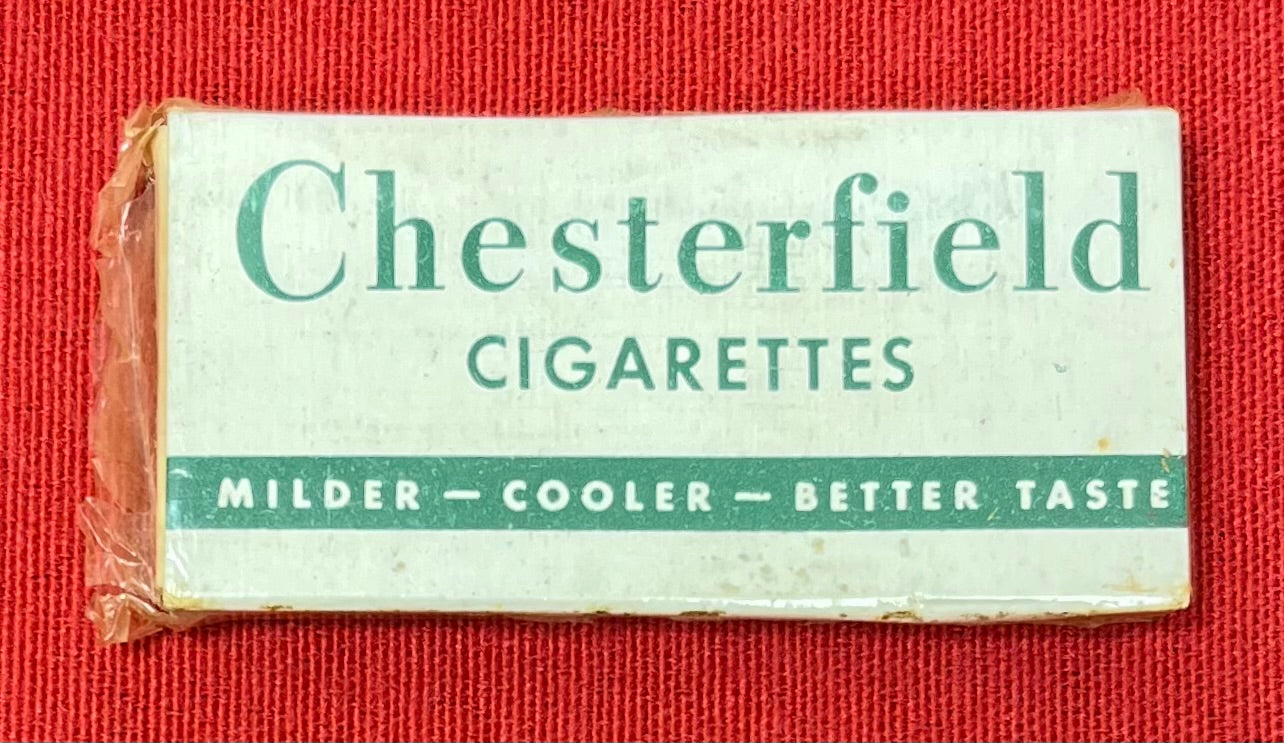 Chesterfield
CIGARETTES
MILDER — COOLER — BETTER TASTE